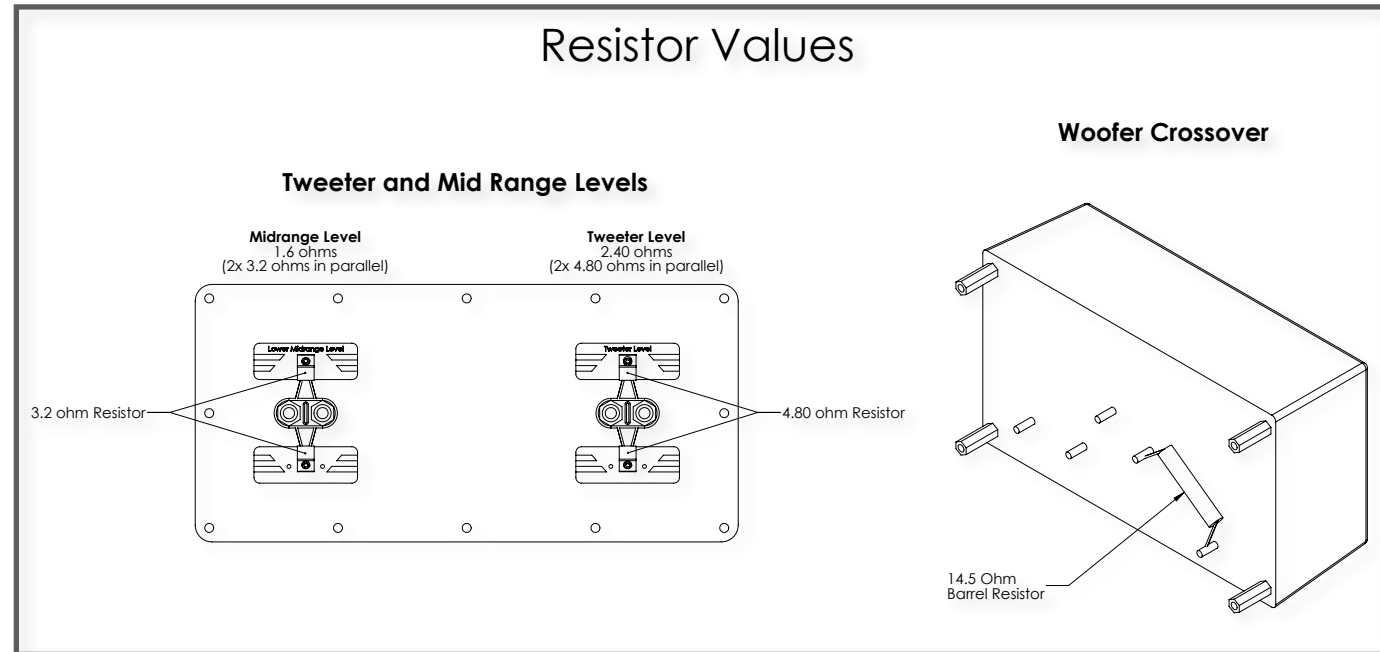 Resistor Values
Woofer Crossover
Tweeter and Mid Range Levels
Midrange Level
1.6 ohms
(2x 3.2 ohms in parallel)
Tweeter Level
2.40 ohms
(2x 4.80 ohms in parallel)
Lower Midrange Level
Tweeter Level
3.2 ohm Resistor
4.80 ohm Resistor
14.5 Ohm
Barrel Resistor